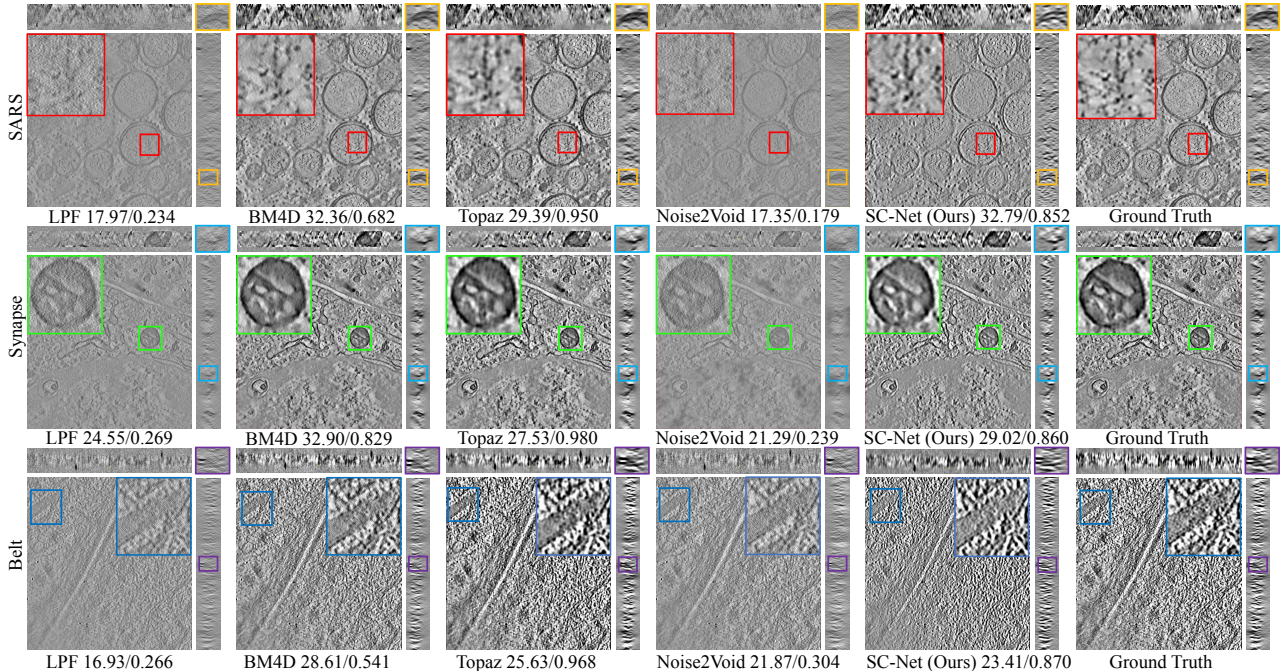 SARS
LPF 17.97/0.234
BM4D 32.36/0.682
Topaz 29.39/0.950
Noise2Void 17.35/0.179
SC-Net (Ours) 32.79/0.852
Ground Truth
Synapse
LPF 24.55/0.269
BM4D 32.90/0.829
Topaz 27.53/0.980
Noise2Void 21.29/0.239
SC-Net (Ours) 29.02/0.860
Ground Truth
Belt
LPF 16.93/0.266
BM4D 28.61/0.541
Topaz 25.63/0.968
Noise2Void 21.87/0.304
SC-Net (Ours) 23.41/0.870
Ground Truth